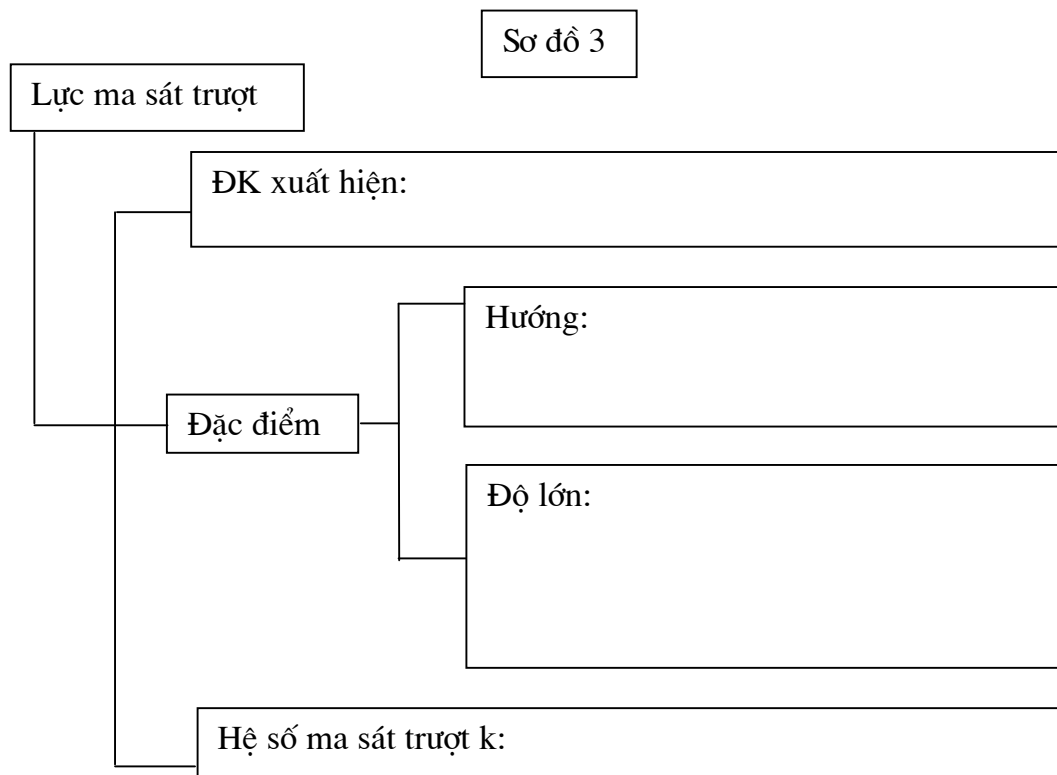 Sơ đồ 3
Lực ma sát trượt
ĐK xuất hiện:
Hướng:
Đặc điểm
Độ lớn:
Hệ số ma sát trượt k: